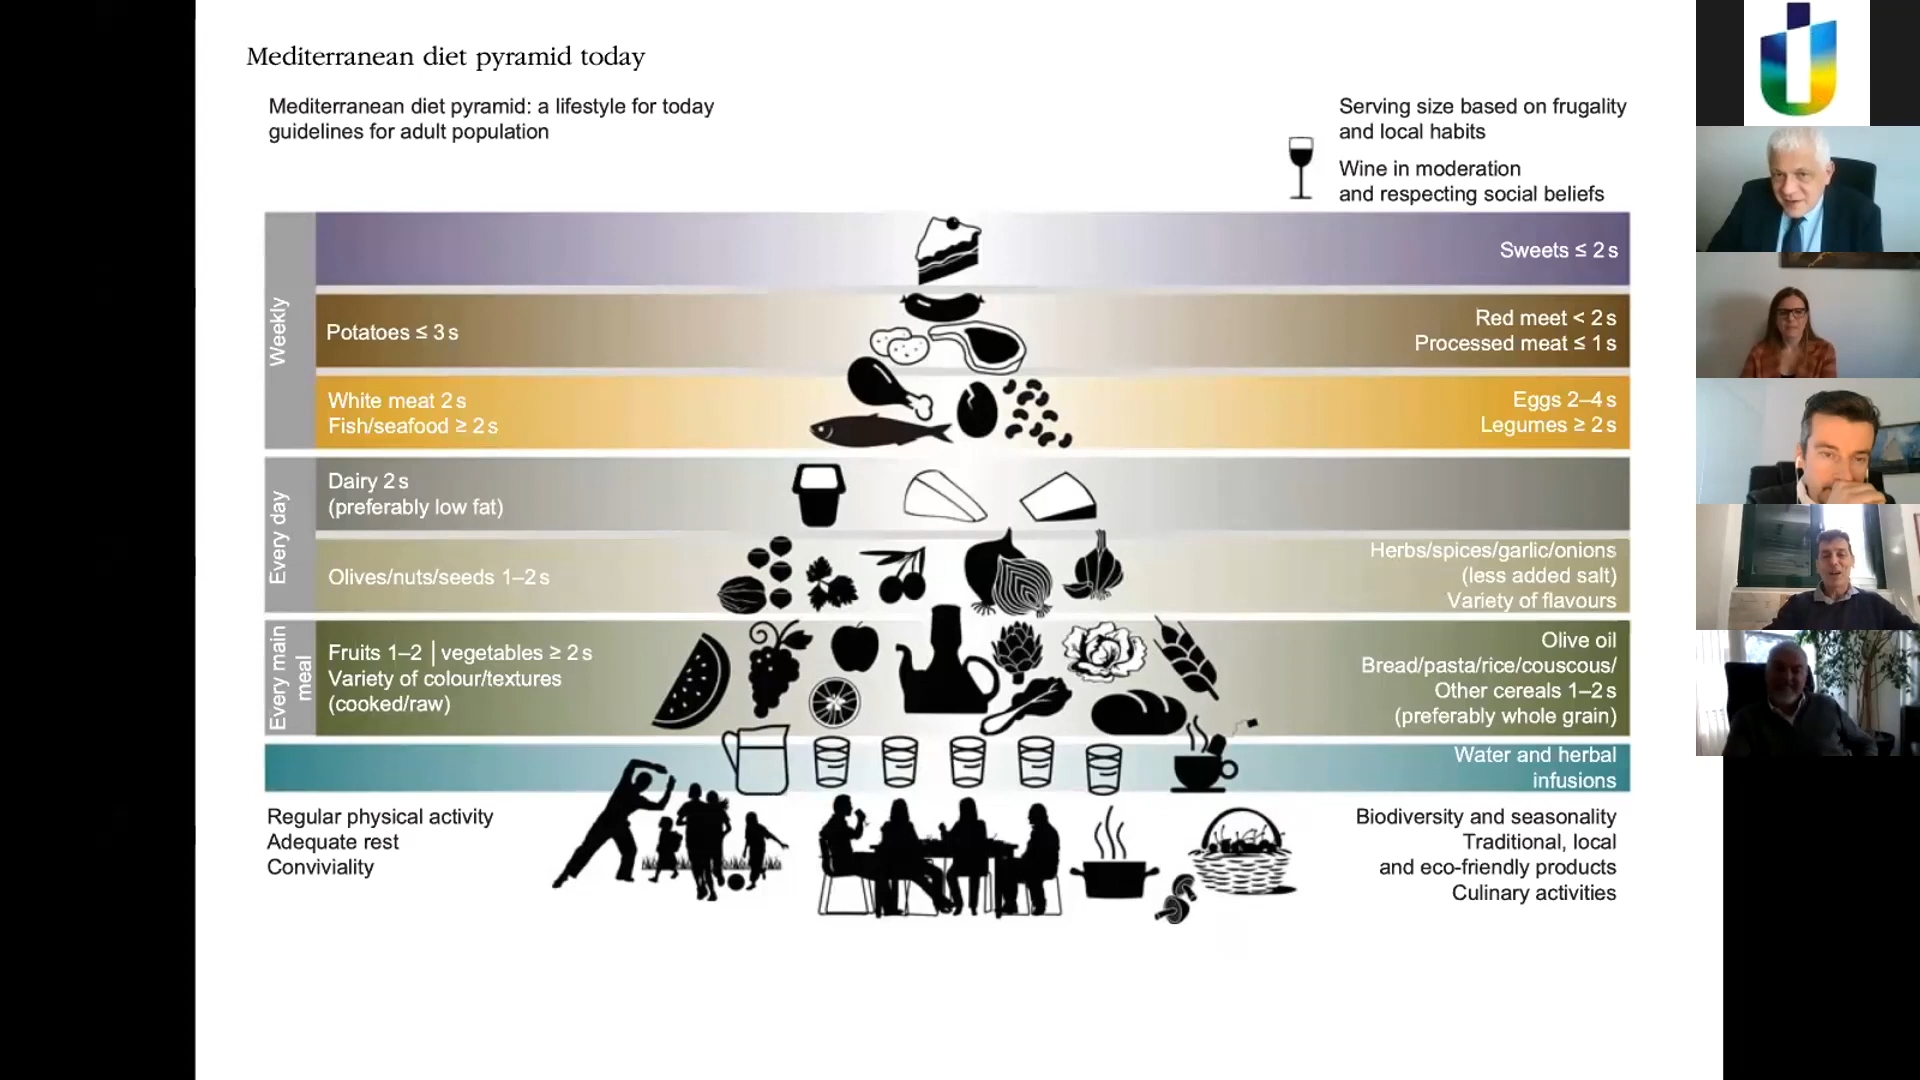 Mediterranean diet pyramid today
Mediterranean diet pyramid: a lifestyle for today
guidelines for adult population
Serving size based on frugality
and local habits
Wine in moderation
and respecting social beliefs
Weekly
Sweets ≤ 2 s
Potatoes ≤ 3 s
Red meet < 2 s
Processed meat ≤ 1 s
White meat 2 s
Fish/seafood ≥ 2 s
Eggs 2–4 s
Legumes ≥ 2 s
Every day
Dairy 2 s
(preferably low fat)
Olives/nuts/seeds 1–2 s
Herbs/spices/garlic/onions
(less added salt)
Variety of flavours
Every main
meal
Fruits 1–2 | vegetables ≥ 2 s
Variety of colour/textures
(cooked/raw)
Olive oil
Bread/pasta/rice/couscous/
Other cereals 1–2 s
(preferably whole grain)
Water and herbal
infusions
Regular physical activity
Adequate rest
Conviviality
Biodiversity and seasonality
Traditional, local
and eco-friendly products
Culinary activities